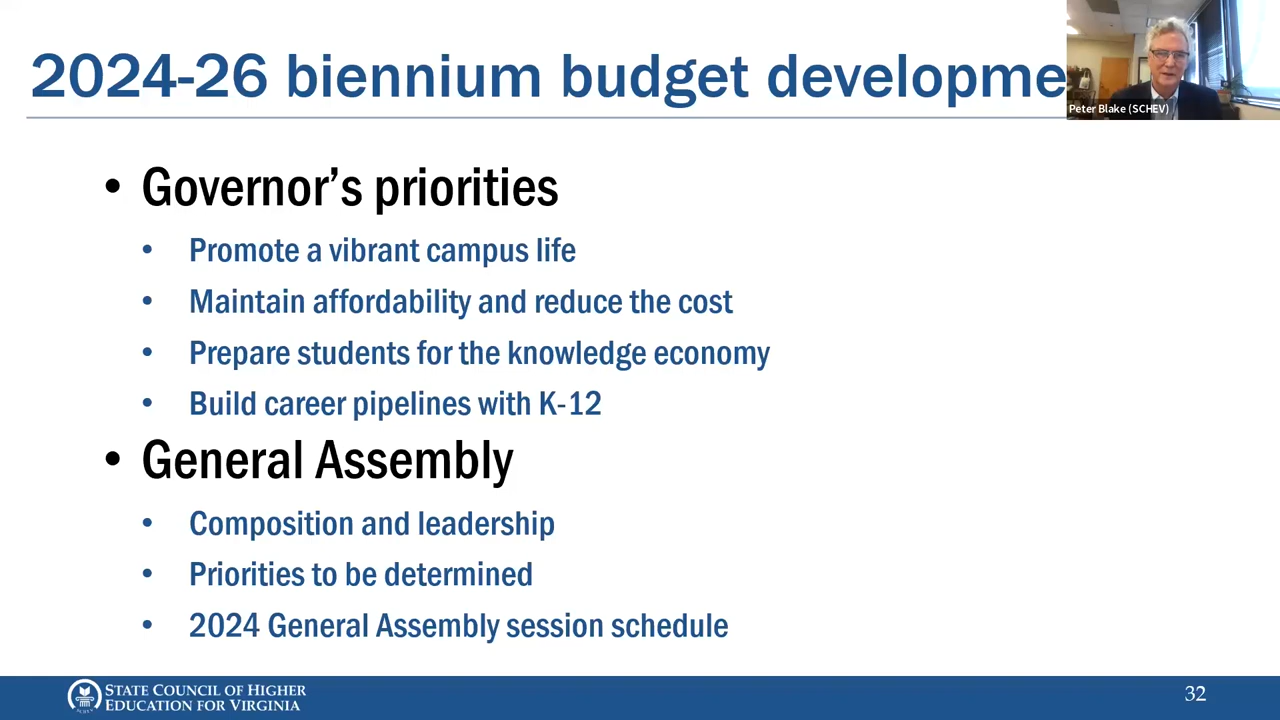 2024-26 biennium budget developme
Peter Blake (SCHEV)
• Governor's priorities
• Promote a vibrant campus life
• Maintain affordability and reduce the cost
• Prepare students for the knowledge economy
• Build career pipelines with K-12
• General Assembly
• Composition and leadership
• Priorities to be determined
• 2024 General Assembly session schedule
STATE COUNCIL OF HIGHER
EDUCATION FOR VIRGINIA
32